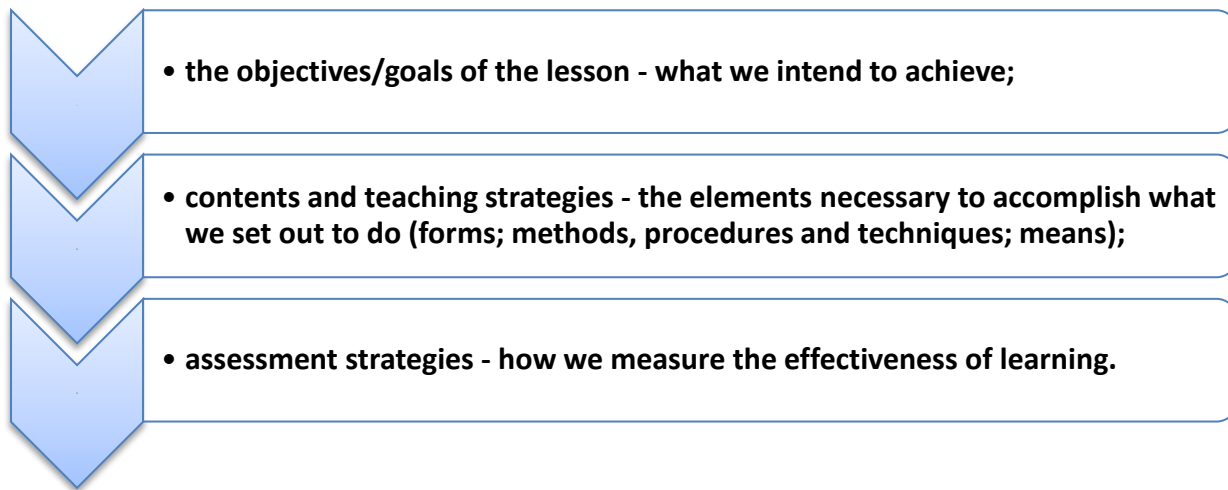 • the objectives/goals of the lesson - what we intend to achieve;
• contents and teaching strategies - the elements necessary to accomplish what
we set out to do (forms; methods, procedures and techniques; means);
• assessment strategies - how we measure the effectiveness of learning.